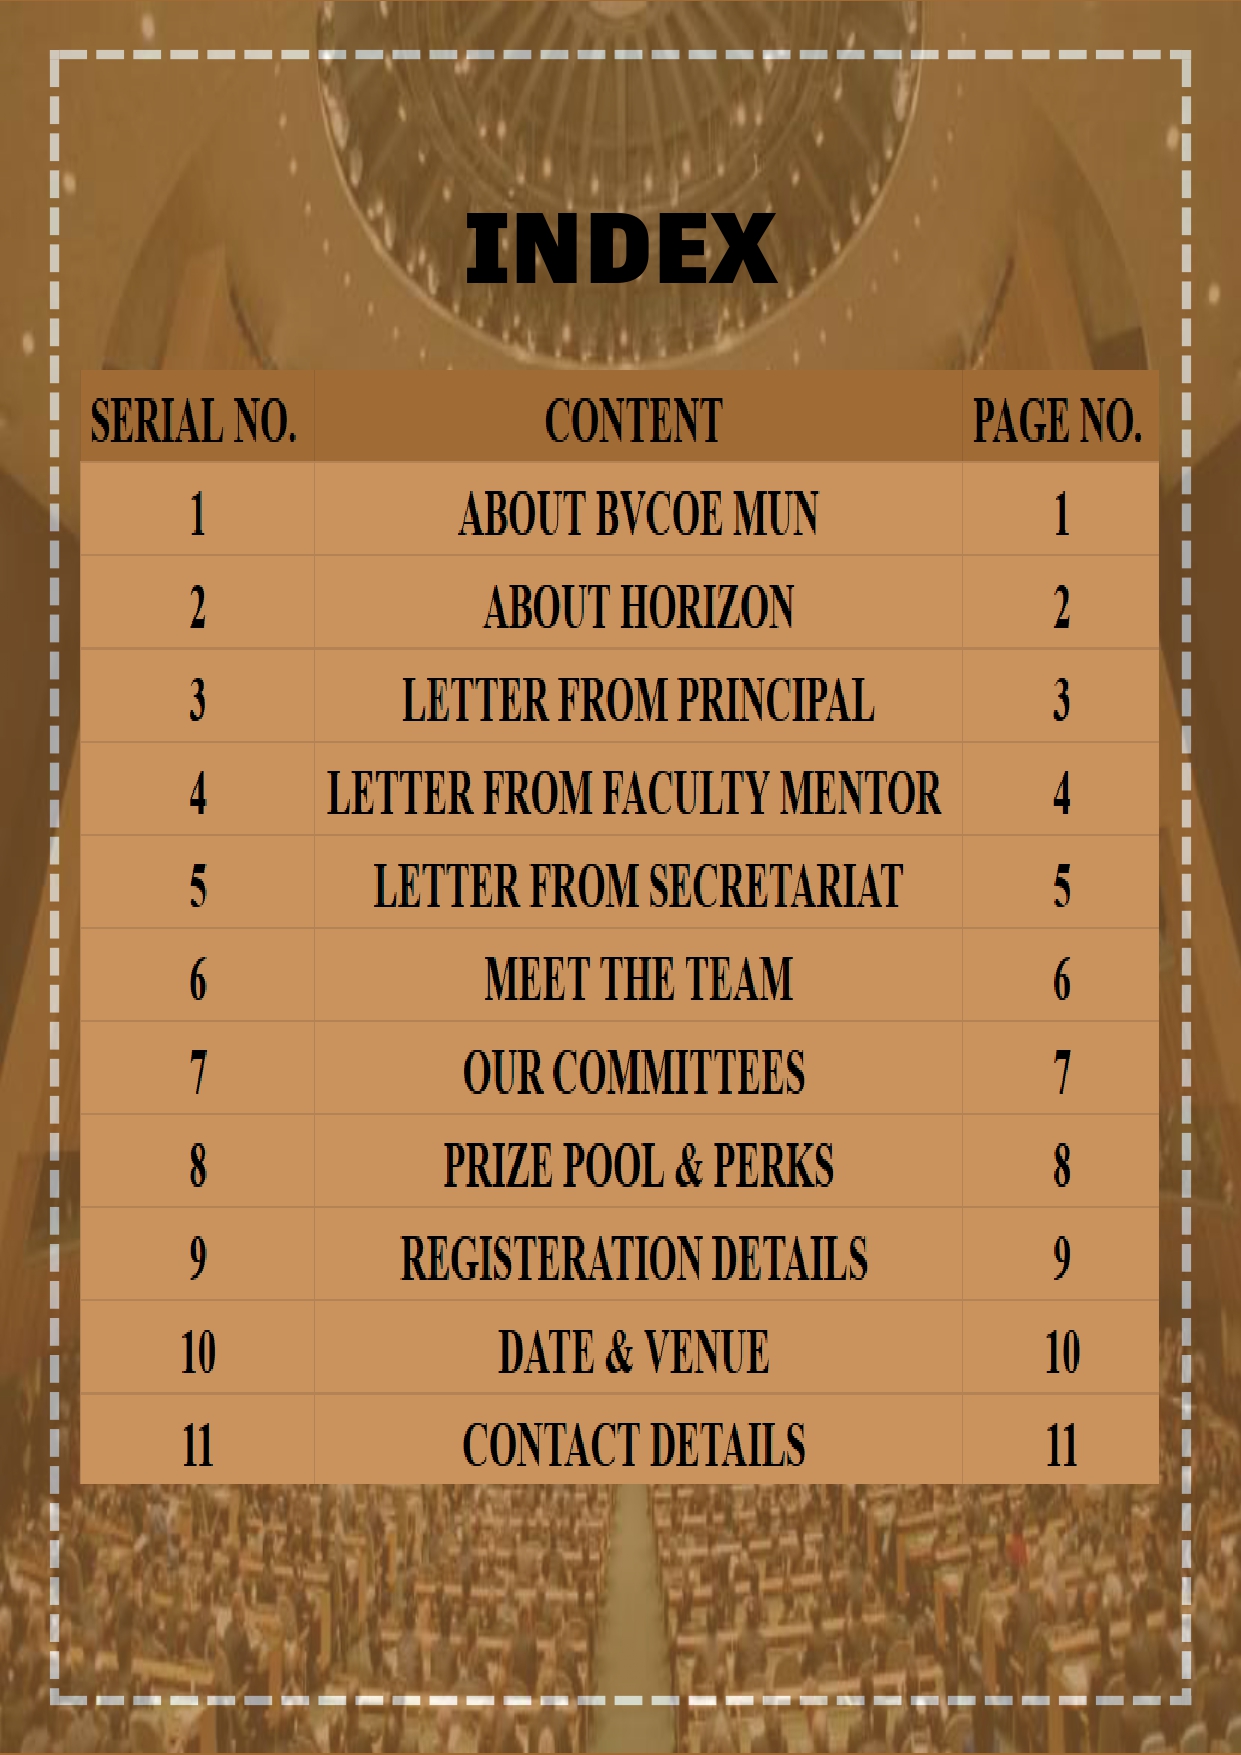 INDEX
SERIAL NO. CONTENT PAGE NO.
1 ABOUT BVCOE MUN 1
2 ABOUT HORIZON 2
3 LETTER FROM PRINCIPAL 3
4 LETTER FROM FACULTY MENTOR 4
5 LETTER FROM SECRETARIAT 5
6 MEET THE TEAM 6
7 OUR COMMITTEES 7
8 PRIZE POOL & PERKS 8
9 REGISTERATION DETAILS 9
10 DATE & VENUE 10
11 CONTACT DETAILS 11